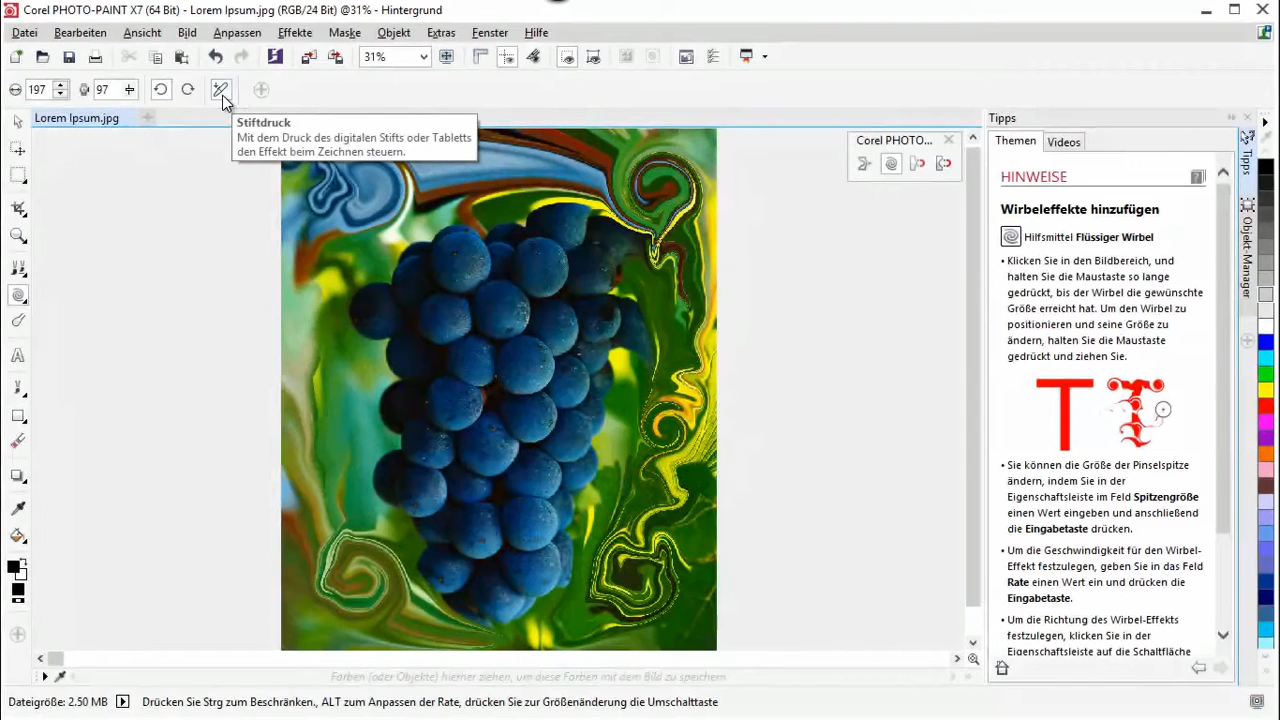 Corel PHOTO-PAINT X7 (64 Bit) - Lorem Ipsum.jpg (RGB/24 Bit) @31% - Hintergrund
Datei Bearbeiten Ansicht Bild Anpassen Effekte Maske Objekt Extras Fenster Hilfe
31%
197 97
Lorem Ipsum.jpg
Stiftdruck
Mit dem Druck des digitalen Stifts oder Tabletts
den Effekt beim Zeichnen steuern.
Corel PHOTO...
Tipps
Themen Videos
HINWEISE
Wirbeleffekte hinzufügen
Hilfsmittel Flüssiger Wirbel
• Klicken Sie in den Bildbereich, und
halten Sie die Maustaste so lange
gedrückt, bis der Wirbel die gewünschte
Größe erreicht hat. Um den Wirbel zu
positionieren und seine Größe zu
ändern, halten Sie die Maustaste
gedrückt und ziehen Sie.
T T
• Sie können die Größe der Pinselspitze
ändern, indem Sie in der
Eigenschaftsleiste im Feld Spitzengröße
einen Wert eingeben und anschließend
die Eingabetaste drücken.
• Um die Geschwindigkeit für den Wirbel-
Effekt festzulegen, geben Sie in das Feld
Rate einen Wert ein und drücken die
Eingabetaste.
• Um die Richtung des Wirbel-Effekts
festzulegen, klicken Sie in der
Eigenschaftsleiste auf die Schaltfläche
Tipps
Objekt-Manager
Farben (oder Objekte) hierher ziehen, um diese Farben mit dem Bild zu speichern
Dateigröße: 2.50 MB Drücken Sie Strg zum Beschränken., ALT zum Anpassen der Rate, drücken sie zur Größenänderung die Umschalttaste